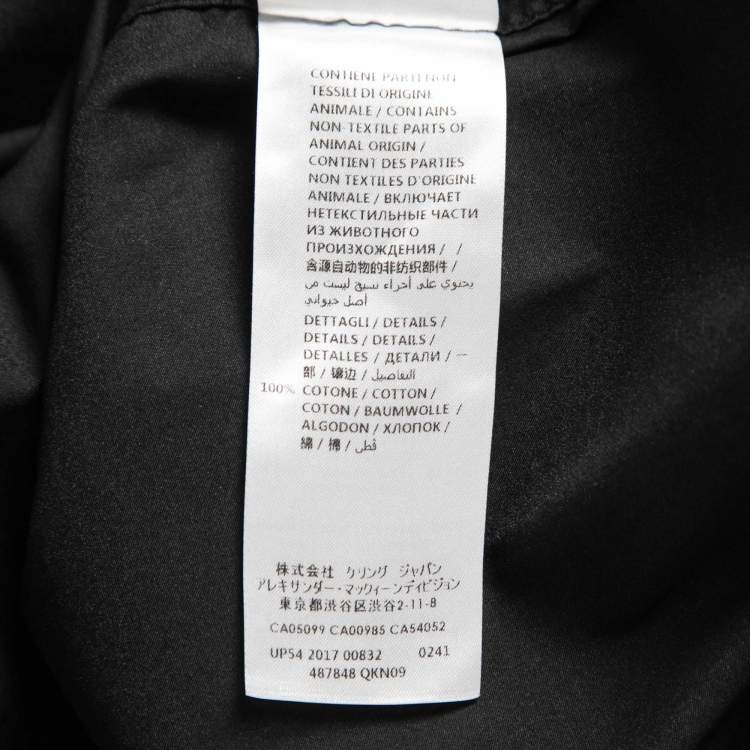 CONTIENE PARTI NON
TESSILI DI ORIGINE
ANIMALE / CONTAINS
NON-TEXTILE PARTS OF
ANIMAL ORIGIN /
CONTIENT DES PARTIES
NON TEXTILES D'ORIGINE
ANIMALE / ВКЛЮЧАЕТ
НЕТЕКСТИЛЬНЫЕ ЧАСТИ
ИЗ ЖИВОТНОГО
ПРОИЗХОЖДЕНИЯ / /
含源自动物的非纺织部件 /
يحتوي على أجزاء نسيج ليست من
أصل حيواني
DETTAGLI / DETAILS /
DETAILS / DETAILS /
DETALLES / ДЕТАЛИ / 一
部 / 镶边 / التفاصيل
100% COTONE / COTTON /
COTON / BAUMWOLLE /
ALGODON / ХЛОПОК /
綿 / 棉 / قطن
株式会社 ケリング ジャパン
アレキサンダー・マックィーンディビジョン
東京都渋谷区渋谷2-11-8
CA05099 CA00985 CA54052
UP54 2017 00832 0241
487848 QKN09